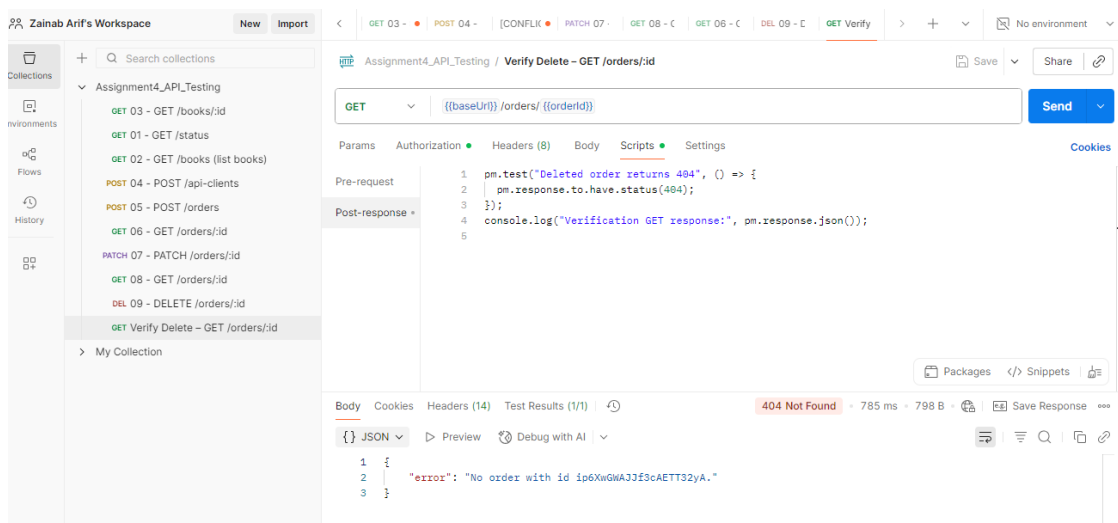 Zainab Arif's Workspace New Import
GET 03 - POST 04 - [CONFLIC PATCH 07 - GET 08 - C GET 06 - C DEL 09 - D GET Verify No environment
Collections
Environments
Flows
History
Search collections
Assignment4_API_Testing
GET 03 - GET /books/:id
GET 01 - GET /status
GET 02 - GET /books (list books)
POST 04 - POST /api-clients
POST 05 - POST /orders
GET 06 - GET /orders/:id
PATCH 07 - PATCH /orders/:id
GET 08 - GET /orders/:id
DEL 09 - DELETE /orders/:id
GET Verify Delete – GET /orders/:id
My Collection
HTTP Assignment4_API_Testing / Verify Delete – GET /orders/:id Save Share
GET {{baseUrl}} /orders/ {{orderId}} Send
Params Authorization Headers (8) Body Scripts Settings Cookies
Pre-request
Post-response
1 pm.test("Deleted order returns 404", () => {
2 pm.response.to.have.status(404);
3 });
4 console.log("Verification GET response:", pm.response.json());
5
Packages </> Snippets
Body Cookies Headers (14) Test Results (1/1) 404 Not Found 785 ms 798 B Save Response
{} JSON Preview Debug with AI
1 {
2 "error": "No order with id ip6XwGWAJJf3cAETTS2yA."
3 }